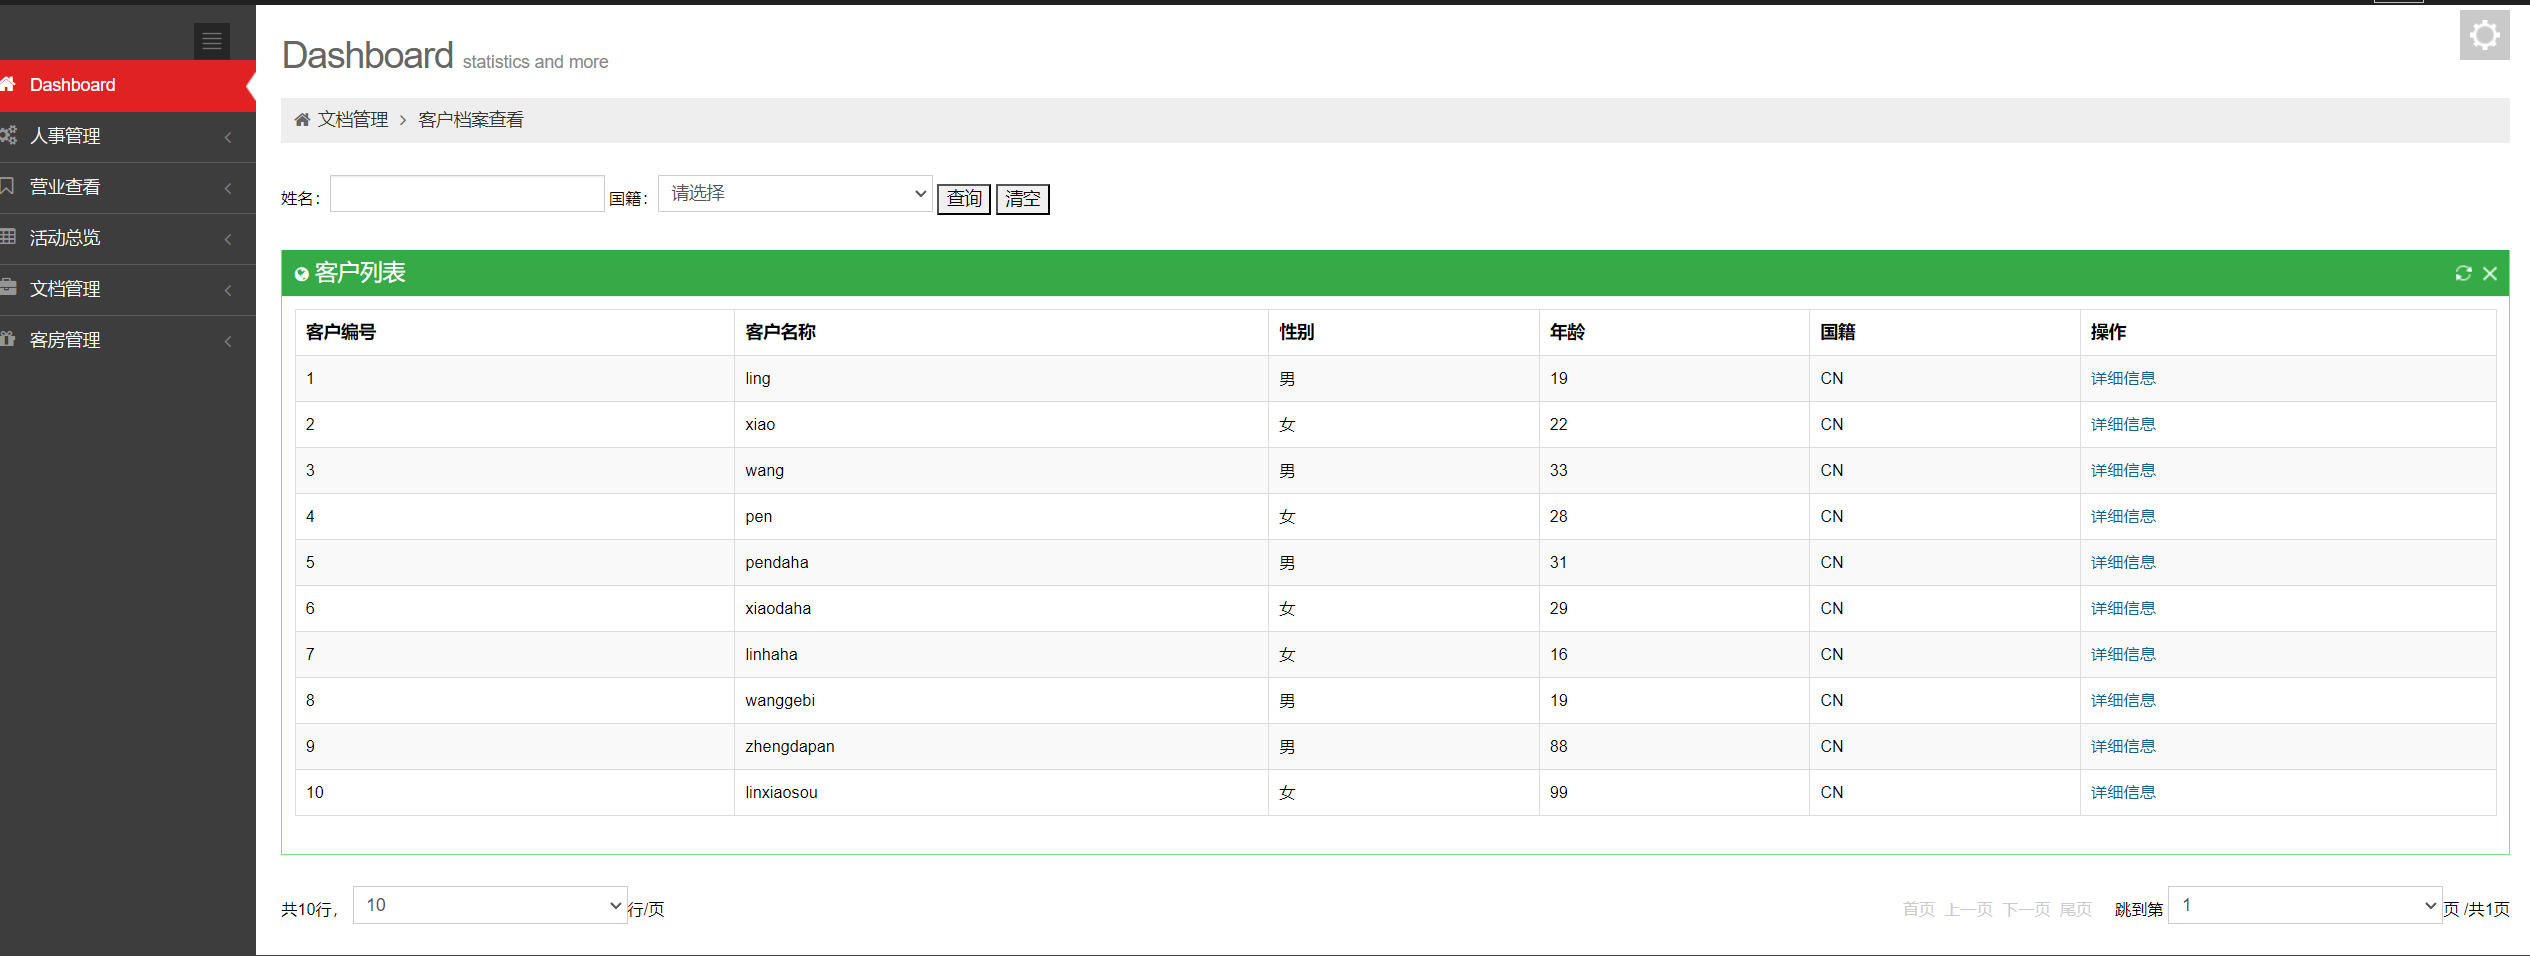 Dashboard statistics and more
Dashboard
人事管理
营业查看
活动总览
文档管理
客房管理
文档管理 > 客户档案查看
姓名: 国籍: 请选择 查询 清空
客户列表
客户编号 客户名称 性别 年龄 国籍 操作
1 ling 男 19 CN 详细信息
2 xiao 女 22 CN 详细信息
3 wang 男 33 CN 详细信息
4 pen 女 28 CN 详细信息
5 pendaha 男 31 CN 详细信息
6 xiaodaha 女 29 CN 详细信息
7 linhaha 女 16 CN 详细信息
8 wanggebi 男 19 CN 详细信息
9 zhengdapan 男 88 CN 详细信息
10 linxiaosou 女 99 CN 详细信息
共10行, 10 行/页 首页 上一页 下一页 尾页 跳到第 1 页 /共1页